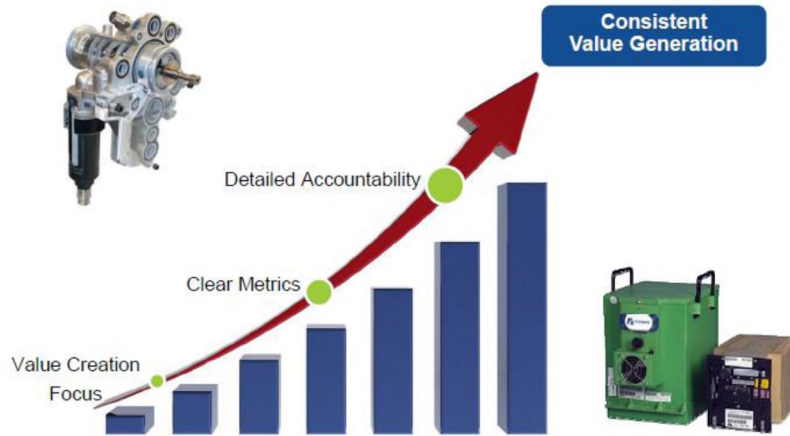 Consistent
Value Generation
Detailed Accountability
Clear Metrics
Value Creation
Focus